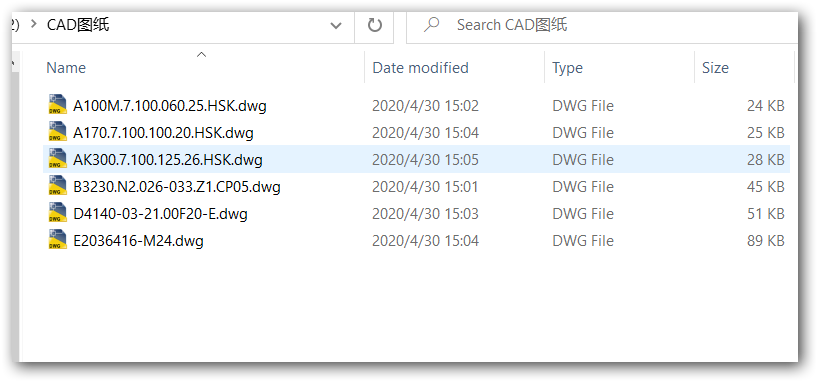 2) > CAD图纸 Search CAD图纸
Name Date modified Type Size
A100M.7.100.060.25.HSK.dwg 2020/4/30 15:02 DWG File 24 KB
A170.7.100.100.20.HSK.dwg 2020/4/30 15:04 DWG File 25 KB
AK300.7.100.125.26.HSK.dwg 2020/4/30 15:05 DWG File 28 KB
B3230.N2.026-033.Z1.CP05.dwg 2020/4/30 15:01 DWG File 45 KB
D4140-03-21.00F20-E.dwg 2020/4/30 15:03 DWG File 51 KB
E2036416-M24.dwg 2020/4/30 15:04 DWG File 89 KB